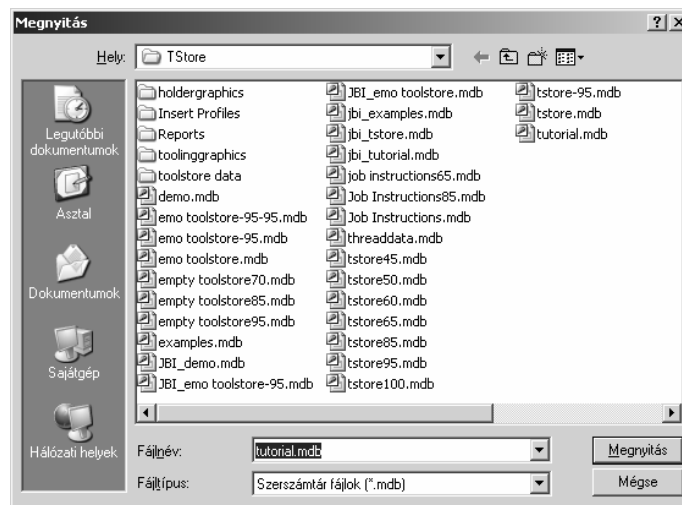 Megnyitás
Hely: TStore
Legutóbbi dokumentumok
Asztal
Dokumentumok
Sajátgép
Hálózati helyek
holdergraphics
Insert Profiles
Reports
toolinggraphics
toolstore data
demo.mdb
emo toolstore-95-95.mdb
emo toolstore-95.mdb
emo toolstore.mdb
empty toolstore70.mdb
empty toolstore85.mdb
empty toolstore95.mdb
examples.mdb
JBI_demo.mdb
JBI_emo toolstore-95.mdb
JBI_emo toolstore.mdb
jbi_examples.mdb
jbi_tstore.mdb
jbi_tutorial.mdb
job instructions65.mdb
Job Instructions85.mdb
Job Instructions.mdb
threaddata.mdb
tstore45.mdb
tstore50.mdb
tstore60.mdb
tstore65.mdb
tstore85.mdb
tstore95.mdb
tstore100.mdb
tstore-95.mdb
tstore.mdb
tutorial.mdb
Fájlnév: tutorial.mdb Megnyitás
Fájltípus: Szerszámtár fájlok (*.mdb) Mégse